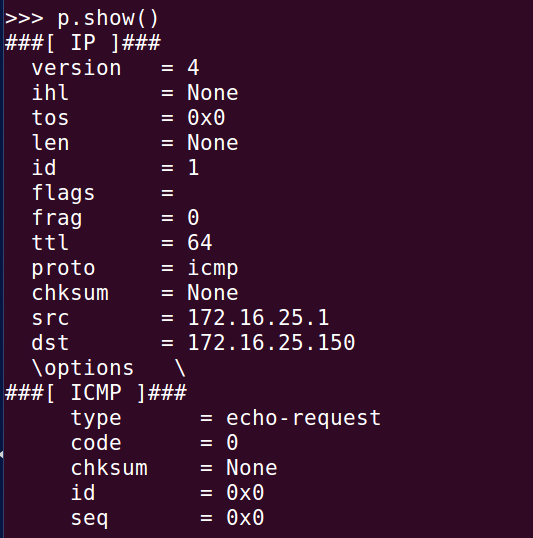 >>> p.show()
###[ IP ]###
  version   = 4
  ihl       = None
  tos       = 0x0
  len       = None
  id        = 1
  flags     =
  frag      = 0
  ttl       = 64
  proto     = icmp
  chksum    = None
  src       = 172.16.25.1
  dst       = 172.16.25.150
  \options   \
###[ ICMP ]###
     type      = echo-request
     code      = 0
     chksum    = None
     id        = 0x0
     seq       = 0x0